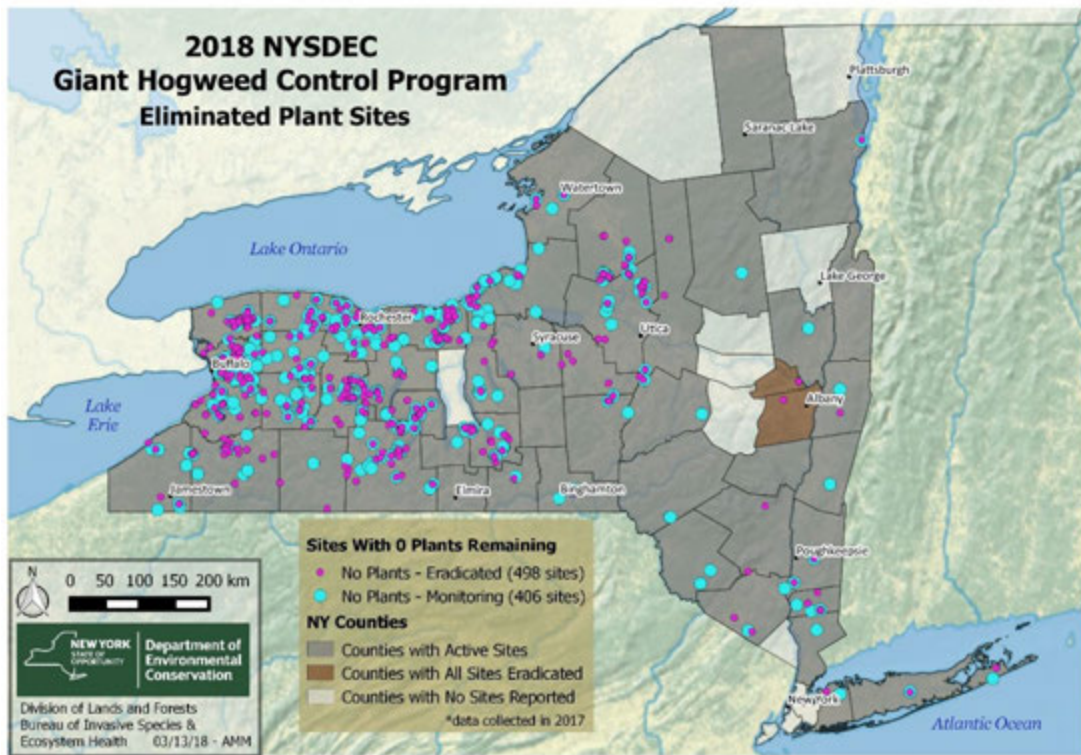 2018 NYSDEC
Giant Hogweed Control Program
Eliminated Plant Sites
Plattsburgh
Saranac Lake
Watertown
Lake Ontario
Lake George
Rochester
Syracuse
Utica
Buffalo
Lake
Erie
Albany
Jamestown
Elmira
Binghamton
Poughkeepsie
New York
Atlantic Ocean
Sites With 0 Plants Remaining
No Plants - Eradicated (498 sites)
No Plants - Monitoring (406 sites)
NY Counties
Counties with Active Sites
Counties with All Sites Eradicated
Counties with No Sites Reported
*data collected in 2017
N
0 50 100 150 200 km
NEW YORK
STATE OF
OPPORTUNITY
Department of
Environmental
Conservation
Division of Lands and Forests
Bureau of Invasive Species &
Ecosystem Health 03/13/18 - AMM